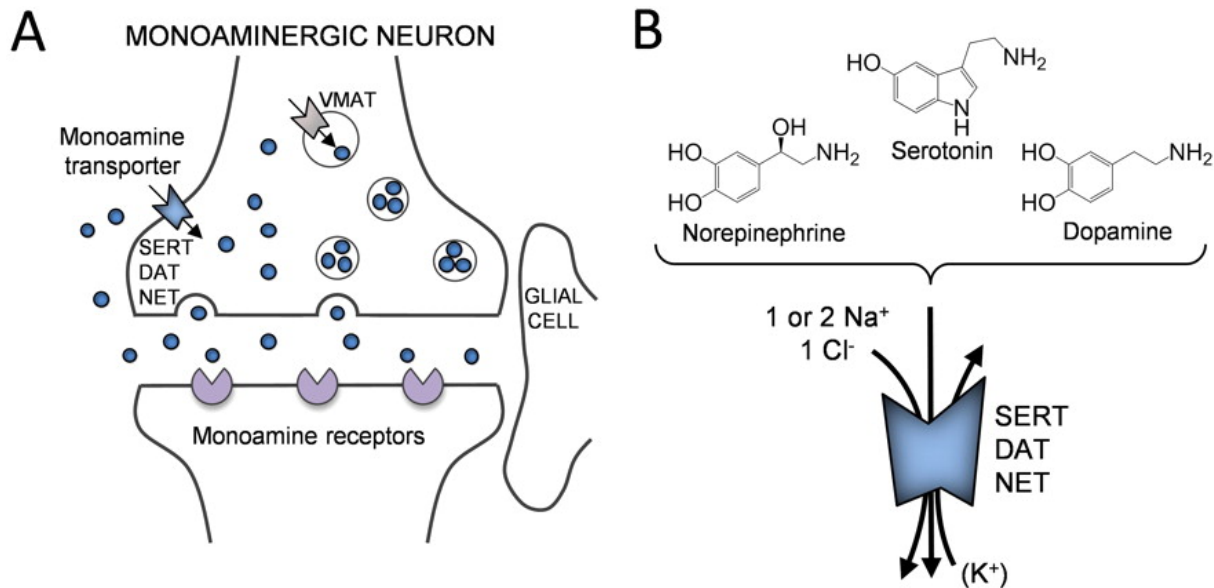 A
MONOAMINERGIC NEURON
VMAT
Monoamine
transporter
SERT
DAT
NET
GLIAL
CELL
Monoamine receptors
B
HO
NH₂
N
H
Serotonin
OH
HO
NH₂
HO
Norepinephrine
HO
NH₂
HO
Dopamine
1 or 2 Na⁺
1 Cl⁻
SERT
DAT
NET
(K⁺)